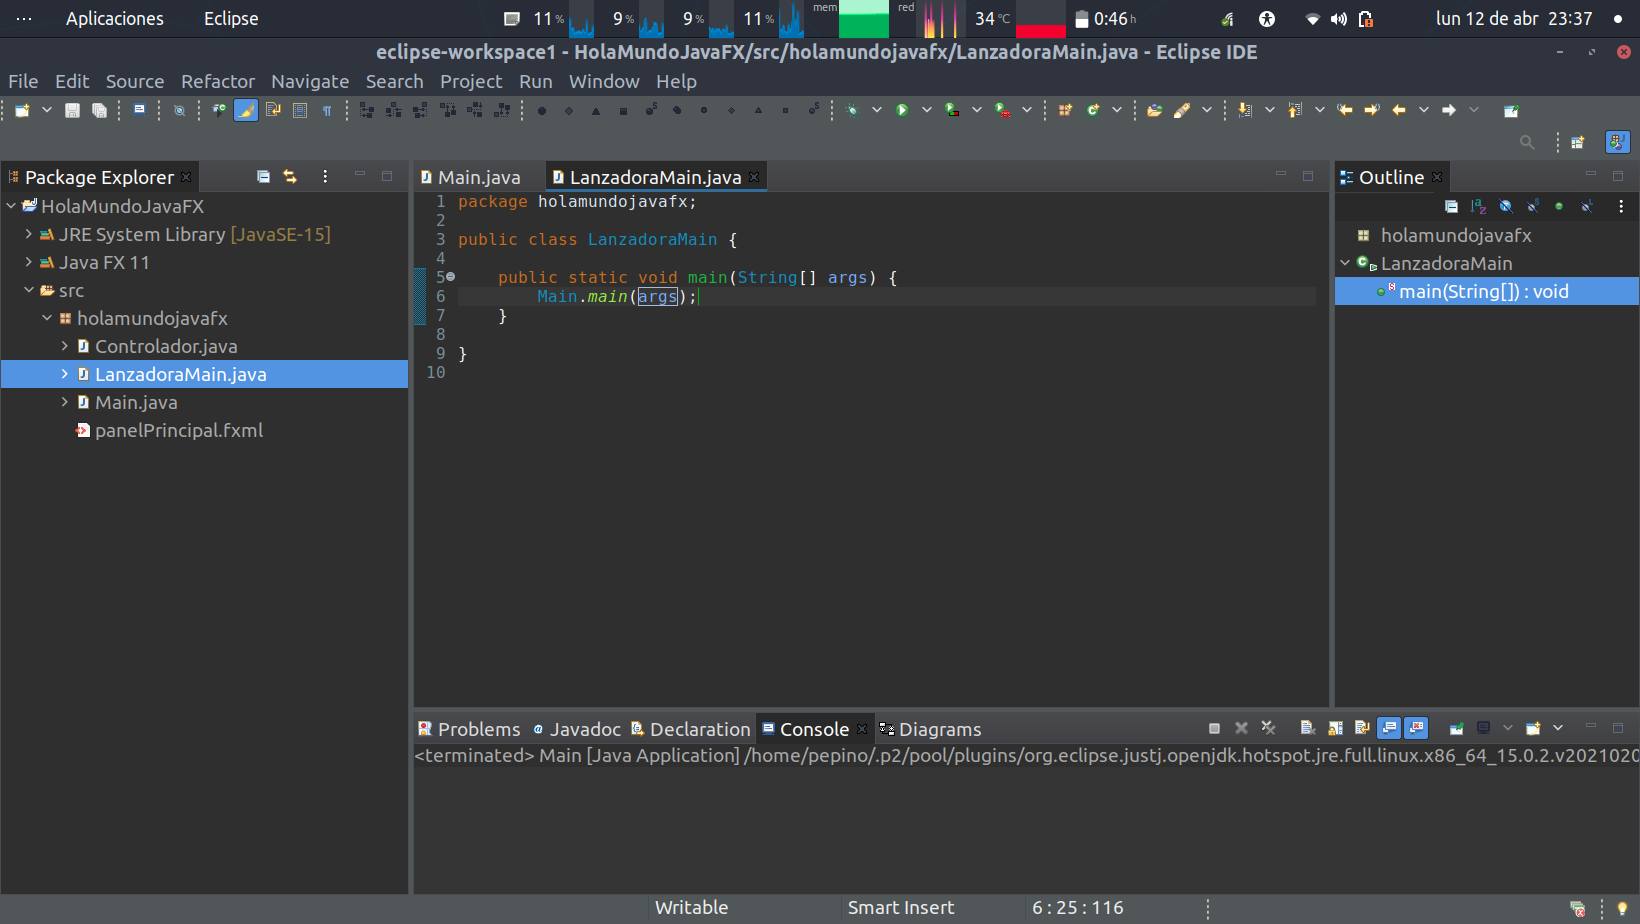 Aplicaciones Eclipse 11 % 9 % 9 % 11 % mem red 34 °C 0:46 h lun 12 de abr 23:37
eclipse-workspace1 - HolaMundoJavaFX/src/holamundojavafx/LanzadoraMain.java - Eclipse IDE
File Edit Source Refactor Navigate Search Project Run Window Help
Package Explorer
HolaMundoJavaFX
JRE System Library [JavaSE-15]
Java FX 11
src
holamundojavafx
Controlador.java
LanzadoraMain.java
Main.java
panelPrincipal.fxml
Main.java LanzadoraMain.java
1 package holamundojavafx;
2
3 public class LanzadoraMain {
4
5 public static void main(String[] args) {
6 Main.main(args);
7 }
8
9 }
10
Outline
holamundojavafx
LanzadoraMain
main(String[]) : void
Problems Javadoc Declaration Console Diagrams
<terminated> Main [Java Application] /home/pepino/.p2/pool/plugins/org.eclipse.justj.openjdk.hotspot.jre.full.linux.x86_64_15.0.2.v2021020
Writable Smart Insert 6 : 25 : 116